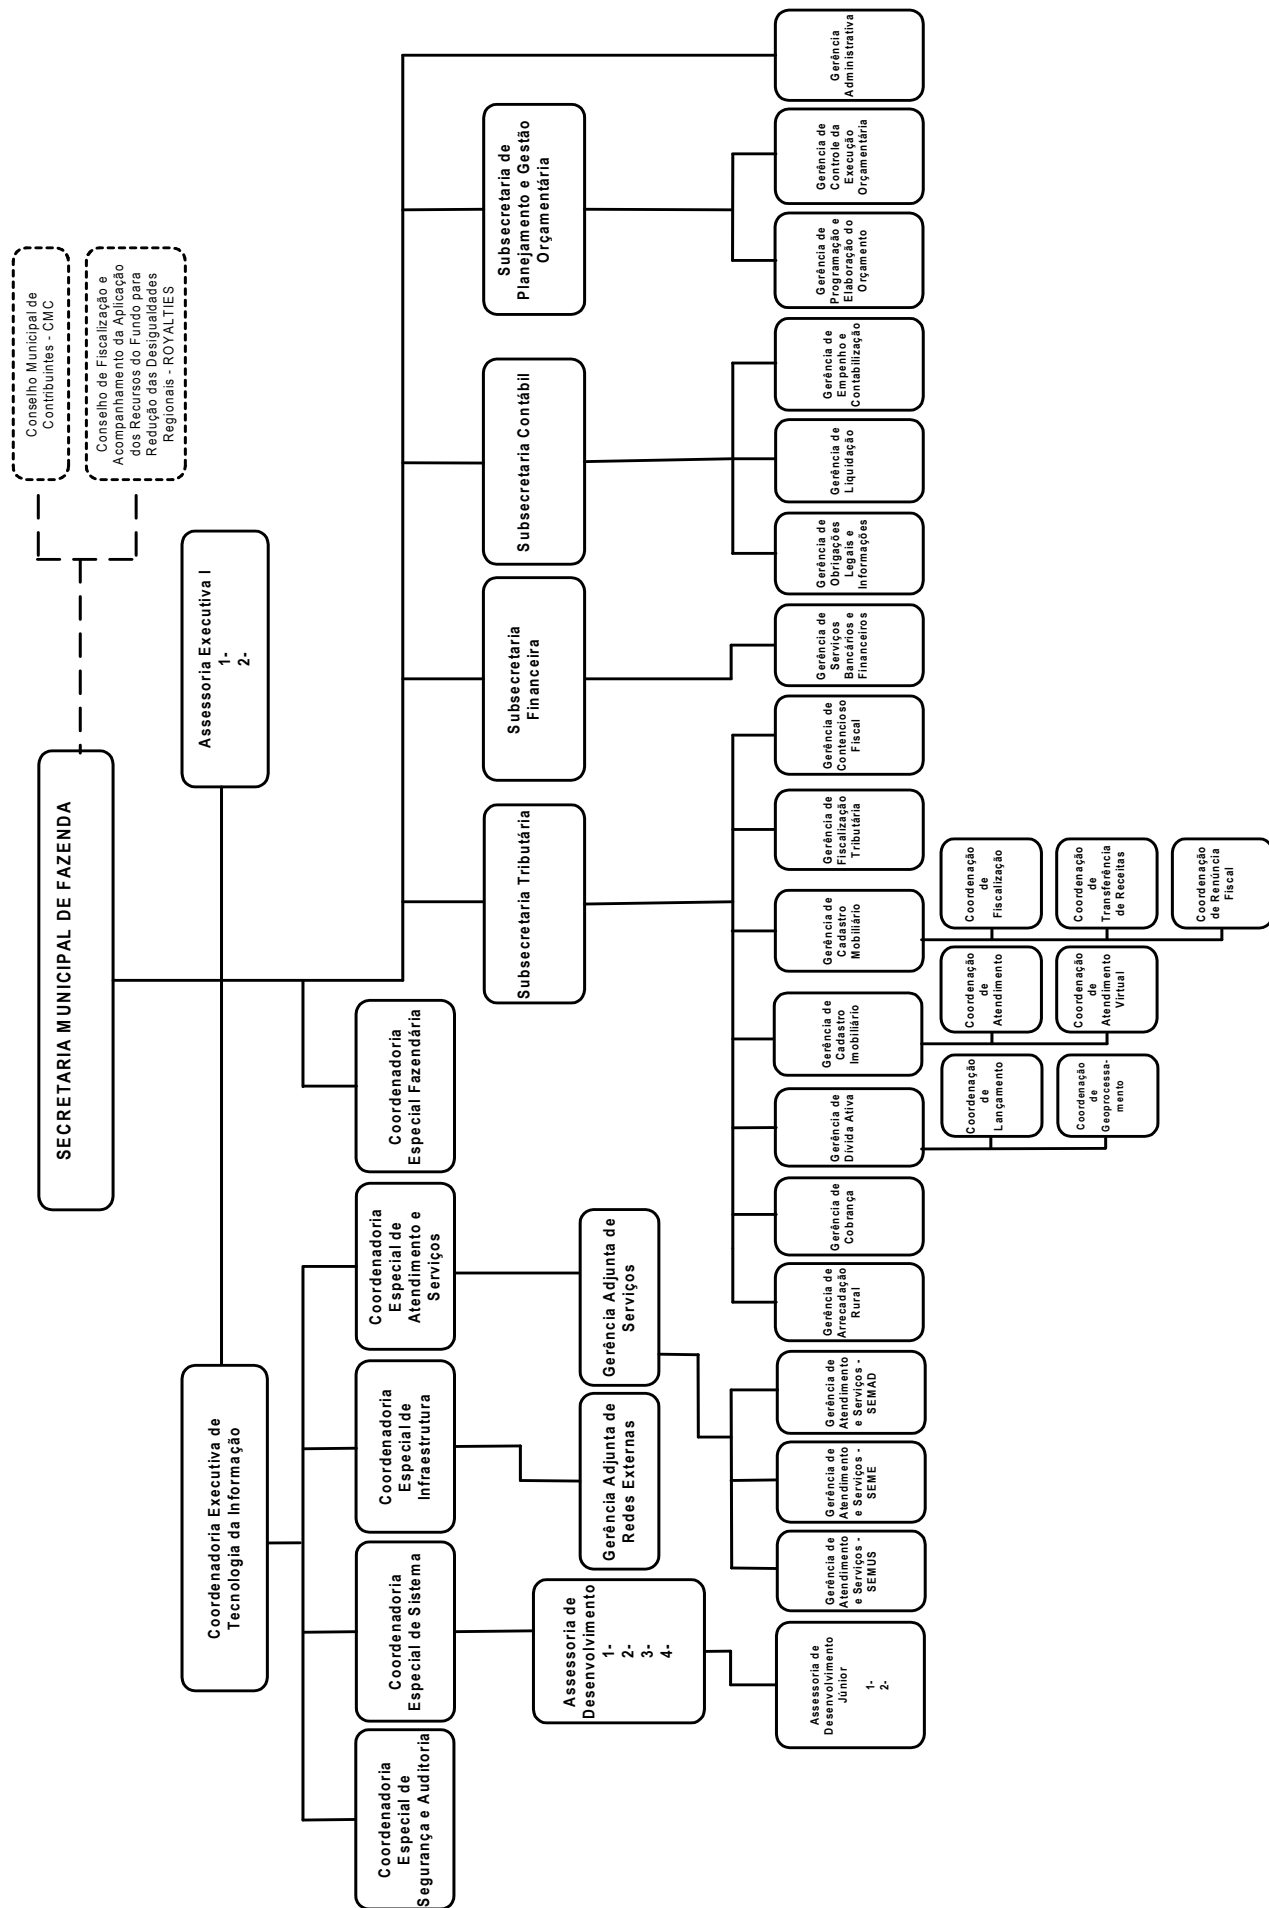 Conselho Municipal de
Contribuintes - CMC
Conselho de Fiscalização e
Acompanhamento da Aplicação
dos Recursos do Fundo para
Redução das Desigualdades
Regionais - ROYALTIES
SECRETARIA MUNICIPAL DE FAZENDA
Coordenadoria Executiva de
Tecnologia da Informação
Assessoria Executiva I
1-
2-
Coordenadoria
Especial de
Segurança e Auditoria
Coordenadoria
Especial de Sistema
Coordenadoria
Especial de
Infraestrutura
Coordenadoria
Especial de
Atendimento e
Serviços
Coordenadoria
Especial Fazendária
Subsecretaria Tributária
Subsecretaria
Financeira
Subsecretaria Contábil
Subsecretaria de
Planejamento e Gestão
Orçamentária
Assessoria de
Desenvolvimento
1-
2-
3-
4-
Gerência Adjunta de
Redes Externas
Gerência Adjunta de
Serviços
Assessoria de
Desenvolvimento
Júnior
1-
2-
Gerência de
Atendimento
e Serviços -
SEMUS
Gerência de
Atendimento
e Serviços -
SEME
Gerência de
Atendimento
e Serviços -
SEMAD
Gerência de
Arrecadação
Rural
Gerência de
Cobrança
Gerência de
Dívida Ativa
Gerência de
Cadastro
Imobiliário
Gerência de
Cadastro
Mobiliário
Gerência de
Fiscalização
Tributária
Gerência de
Contencioso
Fiscal
Gerência de
Serviços
Bancários e
Financeiros
Gerência de
Obrigações
Legais e
Informações
Gerência de
Liquidação
Gerência de
Empenho e
Contabilização
Gerência de
Programação e
Elaboração do
Orçamento
Gerência de
Controle da
Execução
Orçamentária
Gerência
Administrativa
Coordenação
de
Lançamento
Coordenação
de
Atendimento
Coordenação
de
Fiscalização
Coordenação
de
Geoprocessa-
mento
Coordenação
de
Atendimento
Virtual
Coordenação
de
Transferência
de Receitas
Coordenação
de Renúncia
Fiscal